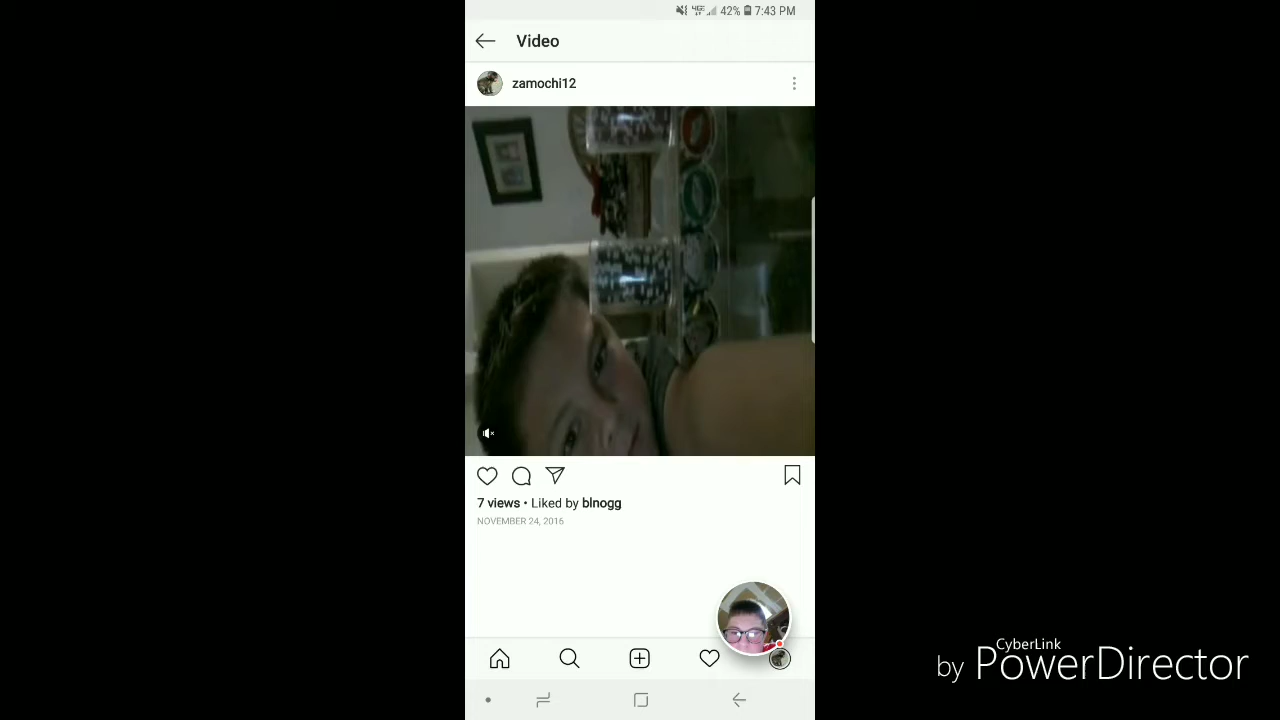 42% 7:43 PM
Video
zamochi12
7 views • Liked by blnogg
NOVEMBER 24, 2016
CyberLink
by PowerDirector